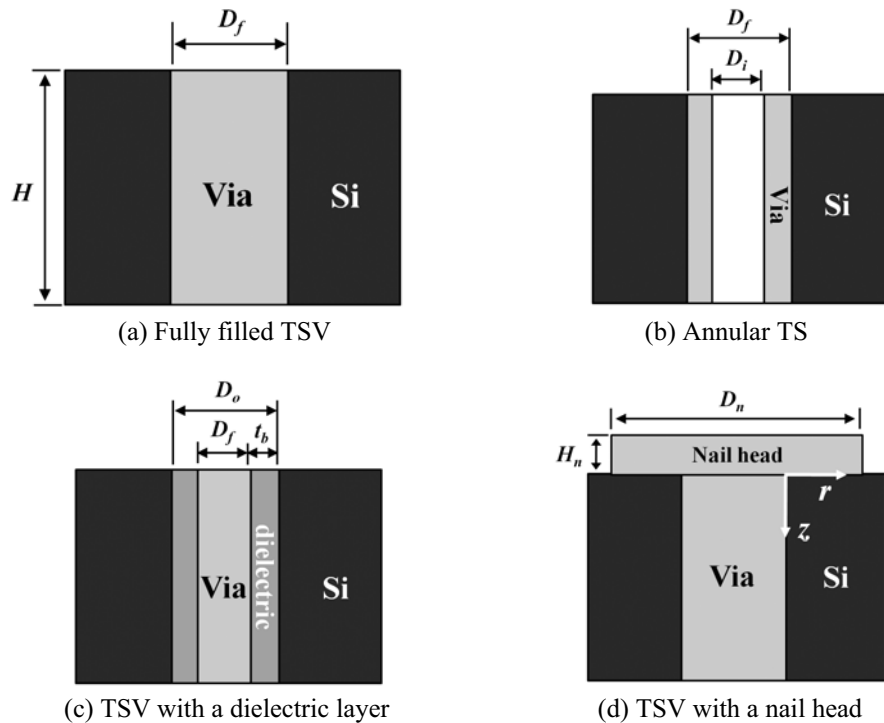 D_f
H
Via
Si
(a) Fully filled TSV
D_f
D_i
Via
Si
(b) Annular TS
D_o
D_f
t_b
Via
dielectric
Si
(c) TSV with a dielectric layer
D_n
H_n
Nail head
r
z
Via
Si
(d) TSV with a nail head